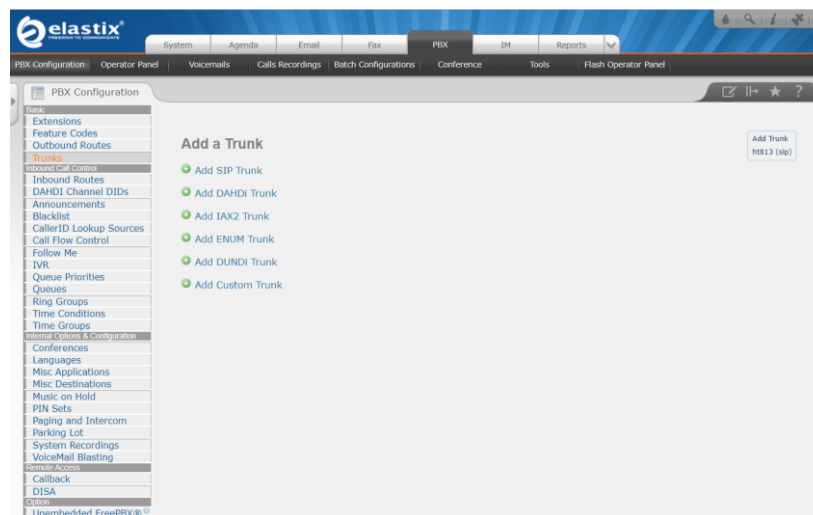 elastix®
FREEDOM TO COMMUNICATE
System Agenda Email Fax PBX IM Reports
PBX Configuration Operator Panel Voicemails Calls Recordings Batch Configurations Conference Tools Flash Operator Panel
PBX Configuration
Basic
Extensions
Feature Codes
Outbound Routes
Trunks
Inbound Call Control
Inbound Routes
DAHDI Channel DIDs
Announcements
Blacklist
CallerID Lookup Sources
Call Flow Control
Follow Me
IVR
Queue Priorities
Queues
Ring Groups
Time Conditions
Time Groups
Internal Options & Configuration
Conferences
Languages
Misc Applications
Misc Destinations
Music on Hold
PIN Sets
Paging and Intercom
Parking Lot
System Recordings
VoiceMail Blasting
Remote Access
Callback
DISA
Option
Unembedded FreePBX®
Add a Trunk
Add SIP Trunk
Add DAHDi Trunk
Add IAX2 Trunk
Add ENUM Trunk
Add DUNDi Trunk
Add Custom Trunk
Add Trunk
ht813 (sip)